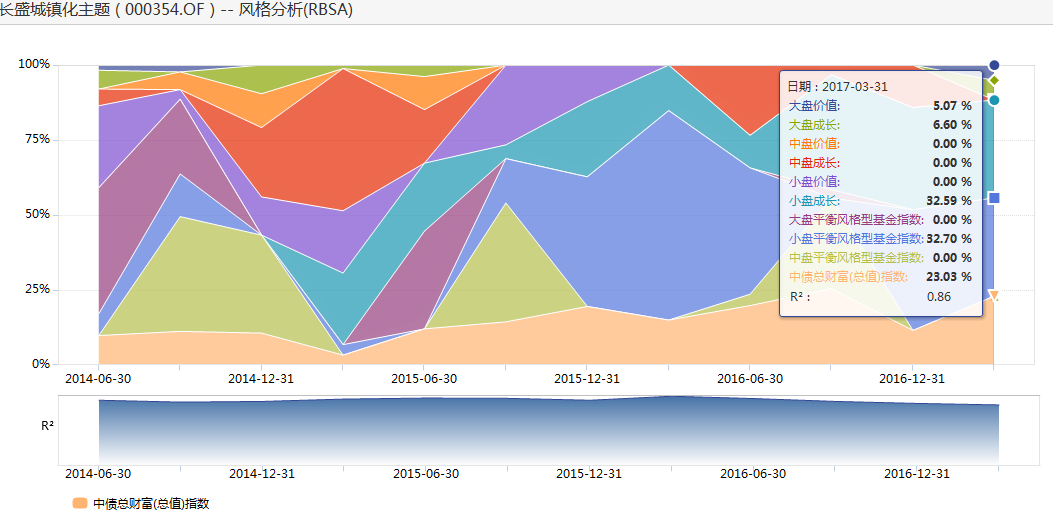 长盛城镇化主题（000354.OF）-- 风格分析(RBSA)
100%
75%
50%
25%
0%
日期 : 2017-03-31
大盘价值: 5.07 %
大盘成长: 6.60 %
中盘价值: 0.00 %
中盘成长: 0.00 %
小盘价值: 0.00 %
小盘成长: 32.59 %
大盘平衡风格型基金指数: 0.00 %
小盘平衡风格型基金指数: 32.70 %
中盘平衡风格型基金指数: 0.00 %
中债总财富(总值)指数: 23.03 %
R² : 0.86
2014-06-30 2014-12-31 2015-06-30 2015-12-31 2016-06-30 2016-12-31
R²
2014-06-30 2014-12-31 2015-06-30 2015-12-31 2016-06-30 2016-12-31
中债总财富(总值)指数